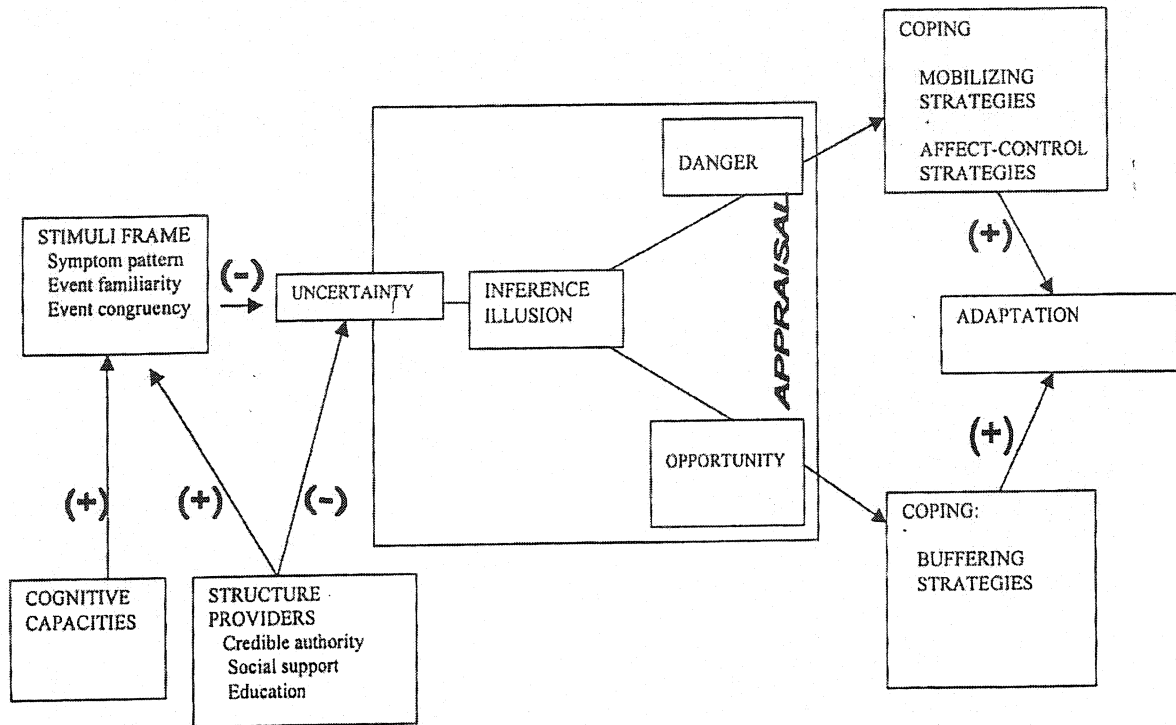 COPING
MOBILIZING
STRATEGIES
AFFECT-CONTROL
STRATEGIES
DANGER
STIMULI FRAME
Symptom pattern
Event familiarity
Event congruency
(-)
UNCERTAINTY
INFERENCE
ILLUSION
APPRAISAL
(+)
ADAPTATION
OPPORTUNITY
(+)
(+)
(+)
(-)
COPING:
BUFFERING
STRATEGIES
COGNITIVE
CAPACITIES
STRUCTURE
PROVIDERS
Credible authority
Social support
Education